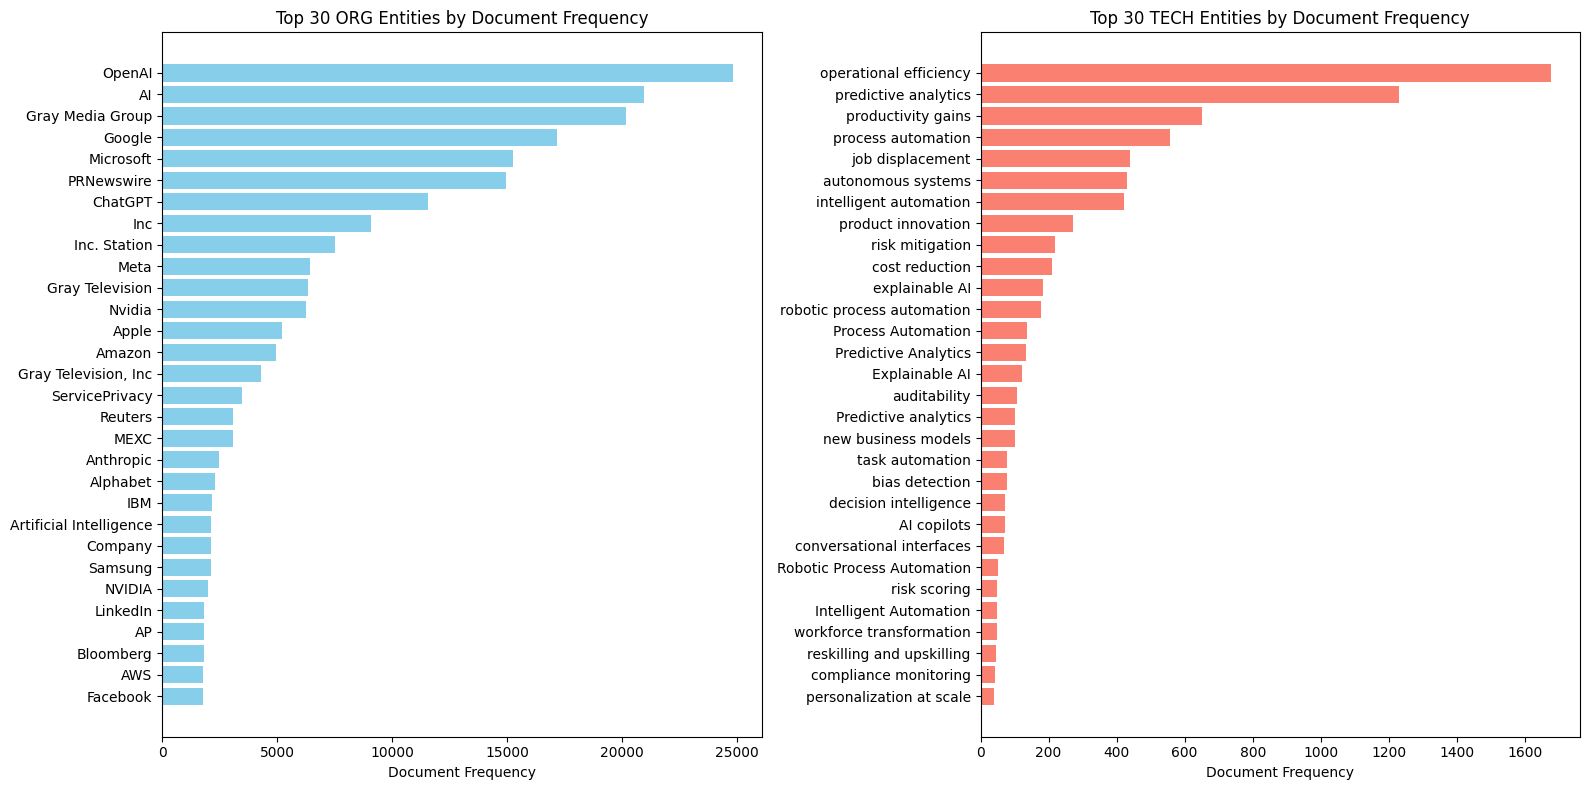 Top 30 ORG Entities by Document Frequency
OpenAI
AI
Gray Media Group
Google
Microsoft
PRNewswire
ChatGPT
Inc
Inc. Station
Meta
Gray Television
Nvidia
Apple
Amazon
Gray Television, Inc
ServicePrivacy
Reuters
MEXC
Anthropic
Alphabet
IBM
Artificial Intelligence
Company
Samsung
NVIDIA
LinkedIn
AP
Bloomberg
AWS
Facebook
0 5000 10000 15000 20000 25000
Document Frequency
Top 30 TECH Entities by Document Frequency
operational efficiency
predictive analytics
productivity gains
process automation
job displacement
autonomous systems
intelligent automation
product innovation
risk mitigation
cost reduction
explainable AI
robotic process automation
Process Automation
Predictive Analytics
Explainable AI
auditability
Predictive analytics
new business models
task automation
bias detection
decision intelligence
AI copilots
conversational interfaces
Robotic Process Automation
risk scoring
Intelligent Automation
workforce transformation
reskilling and upskilling
compliance monitoring
personalization at scale
0 200 400 600 800 1000 1200 1400 1600
Document Frequency